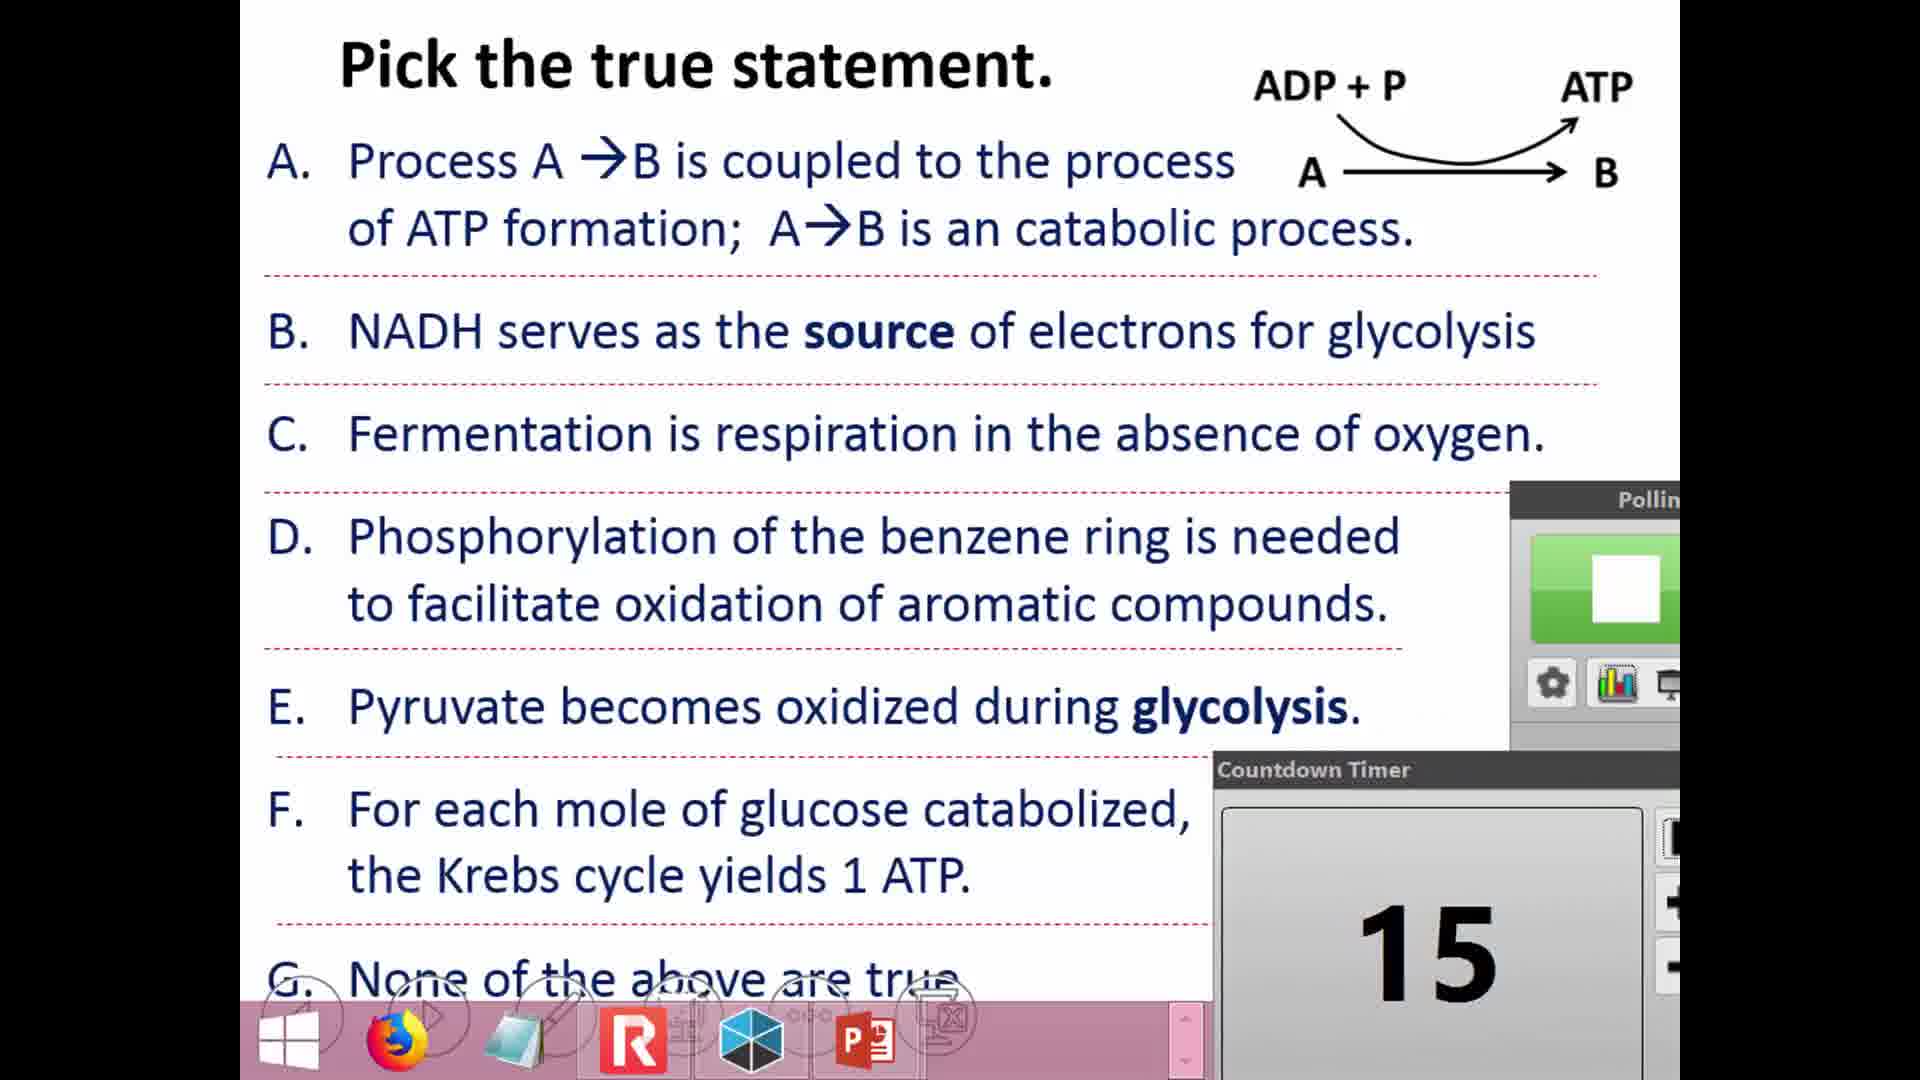 Pick the true statement.
ADP + P
ATP
A
B
A. Process A →B is coupled to the process
of ATP formation; A→B is an catabolic process.
B. NADH serves as the source of electrons for glycolysis
C. Fermentation is respiration in the absence of oxygen.
D. Phosphorylation of the benzene ring is needed
to facilitate oxidation of aromatic compounds.
E. Pyruvate becomes oxidized during glycolysis.
F. For each mole of glucose catabolized,
the Krebs cycle yields 1 ATP.
G. None of the above are true
Pollin
Countdown Timer
15
R
P